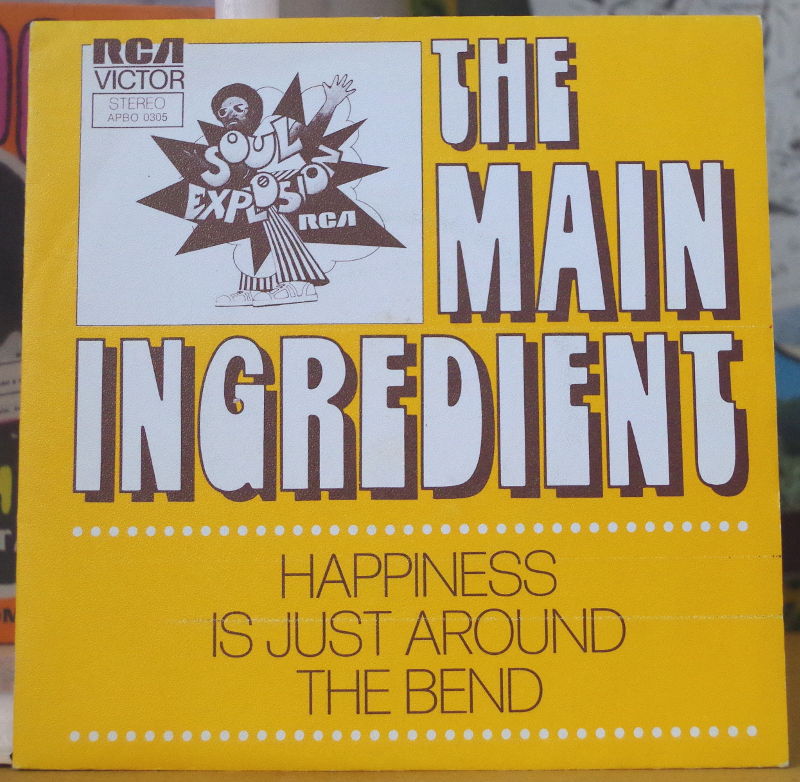 RCA
VICTOR
STEREO
APBO 0305
SOUL
EXPLOSION
RCA
THE
MAIN
INGREDIENT
HAPPINESS
IS JUST AROUND
THE BEND